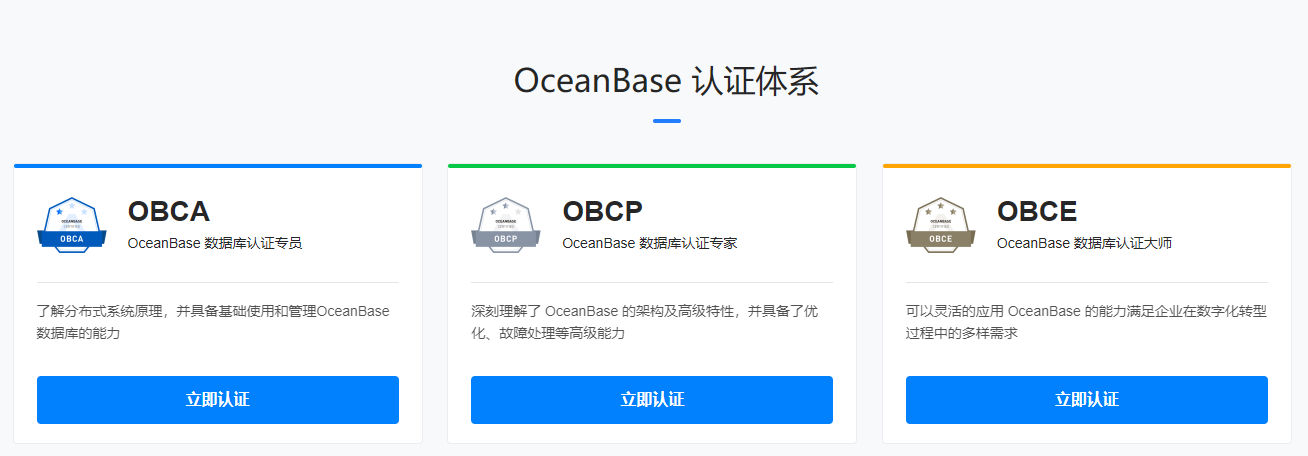 OceanBase 认证体系
OCEANBASE
CERTIFIED
OBCA
OBCA
OceanBase 数据库认证专员
了解分布式系统原理，并具备基础使用和管理OceanBase
数据库的能力
立即认证
OCEANBASE
CERTIFIED
OBCP
OBCP
OceanBase 数据库认证专家
深刻理解了 OceanBase 的架构及高级特性，并具备了优
化、故障处理等高级能力
立即认证
OCEANBASE
CERTIFIED
OBCE
OBCE
OceanBase 数据库认证大师
可以灵活的应用 OceanBase 的能力满足企业在数字化转型
过程中的多样需求
立即认证